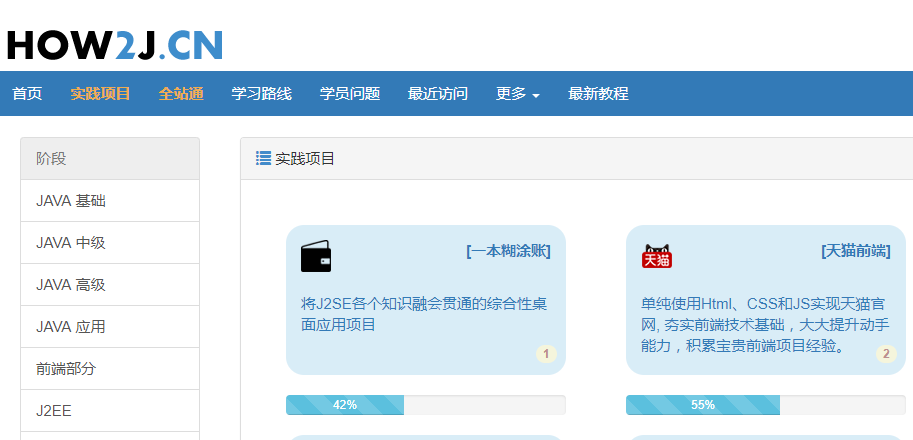 HOW2J.CN
首页 实践项目 全站通 学习路线 学员问题 最近访问 更多 最新教程
阶段
JAVA 基础
JAVA 中级
JAVA 高级
JAVA 应用
前端部分
J2EE
实践项目
[一本糊涂账]
将J2SE各个知识融会贯通的综合性桌
面应用项目
1
42%
天猫
[天猫前端]
单纯使用Html、CSS和JS实现天猫官
网, 夯实前端技术基础，大大提升动手
能力，积累宝贵前端项目经验。
2
55%